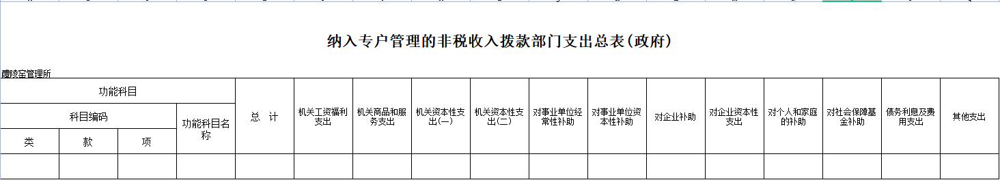 纳入专户管理的非税收入拨款部门支出总表(政府)
醴陵窑管理所
功能科目
科目编码
功能科目名
称
类
款
项
总 计
机关工资福利
支出
机关商品和服
务支出
机关资本性支
出(一)
机关资本性支
出(二)
对事业单位经
常性补助
对事业单位资
本性补助
对企业补助
对企业资本性
支出
对个人和家庭
的补助
对社会保障基
金补助
债务利息及费
用支出
其他支出